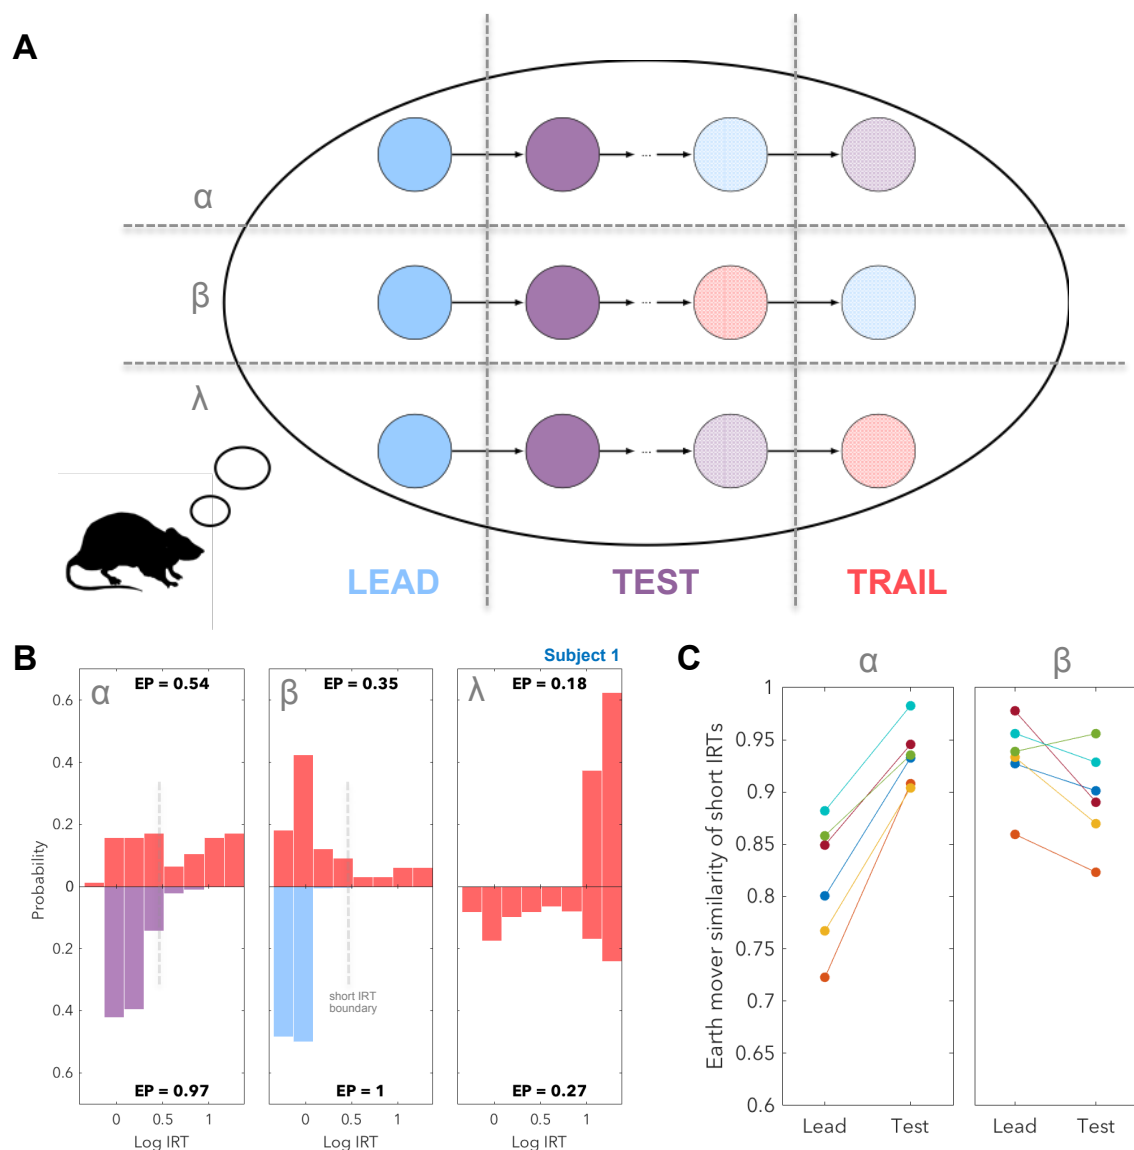 A
α
...
β
...
λ
...
LEAD TEST TRAIL
B
Subject 1
C
α β
α β λ
EP = 0.54 EP = 0.35 EP = 0.18
0.6
0.4
0.2
0
0.2
0.4
0.6
Probability
short IRT
boundary
EP = 0.97 EP = 1 EP = 0.27
0 0.5 1 0 0.5 1 0 0.5 1
Log IRT Log IRT Log IRT
Earth mover similarity of short IRTs
1
0.95
0.9
0.85
0.8
0.75
0.7
0.65
0.6
Lead Test Lead Test